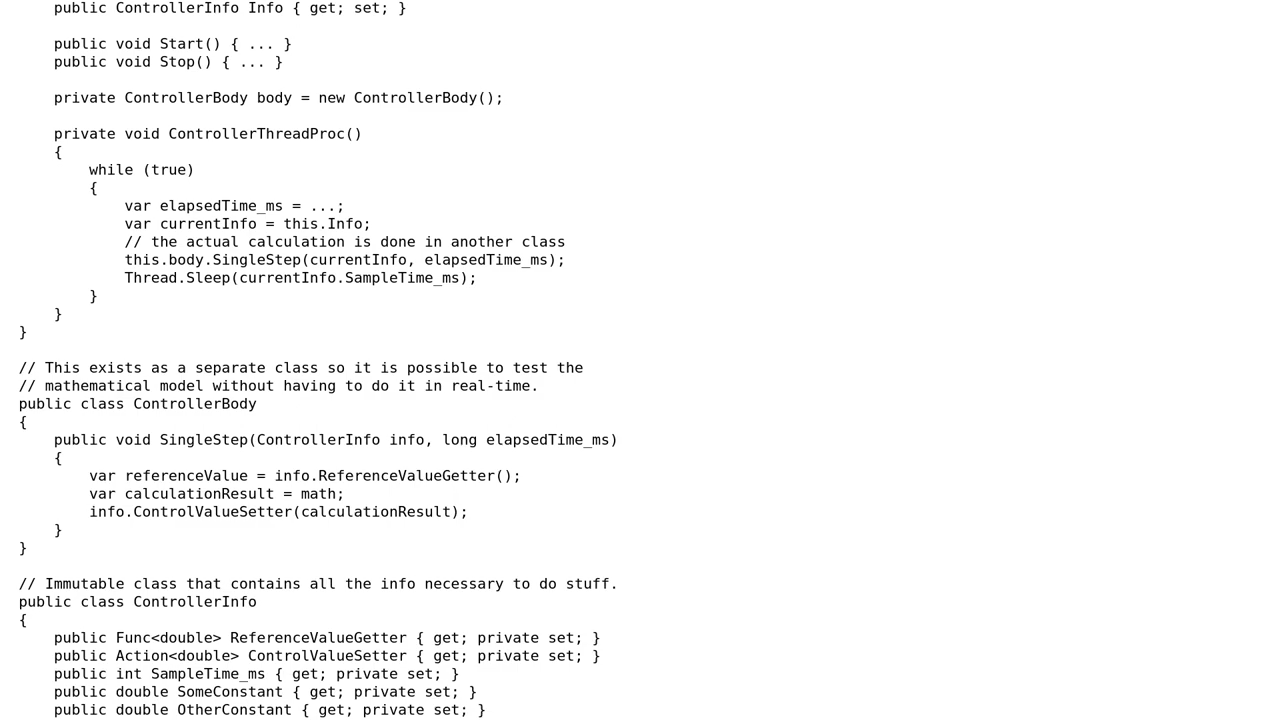 public ControllerInfo Info { get; set; }

    public void Start() { ... }
    public void Stop() { ... }

    private ControllerBody body = new ControllerBody();

    private void ControllerThreadProc()
    {
        while (true)
        {
            var elapsedTime_ms = ...;
            var currentInfo = this.Info;
            // the actual calculation is done in another class
            this.body.SingleStep(currentInfo, elapsedTime_ms);
            Thread.Sleep(currentInfo.SampleTime_ms);
        }
    }
}

// This exists as a separate class so it is possible to test the
// mathematical model without having to do it in real-time.
public class ControllerBody
{
    public void SingleStep(ControllerInfo info, long elapsedTime_ms)
    {
        var referenceValue = info.ReferenceValueGetter();
        var calculationResult = math;
        info.ControlValueSetter(calculationResult);
    }
}

// Immutable class that contains all the info necessary to do stuff.
public class ControllerInfo
{
    public Func<double> ReferenceValueGetter { get; private set; }
    public Action<double> ControlValueSetter { get; private set; }
    public int SampleTime_ms { get; private set; }
    public double SomeConstant { get; private set; }
    public double OtherConstant { get; private set; }